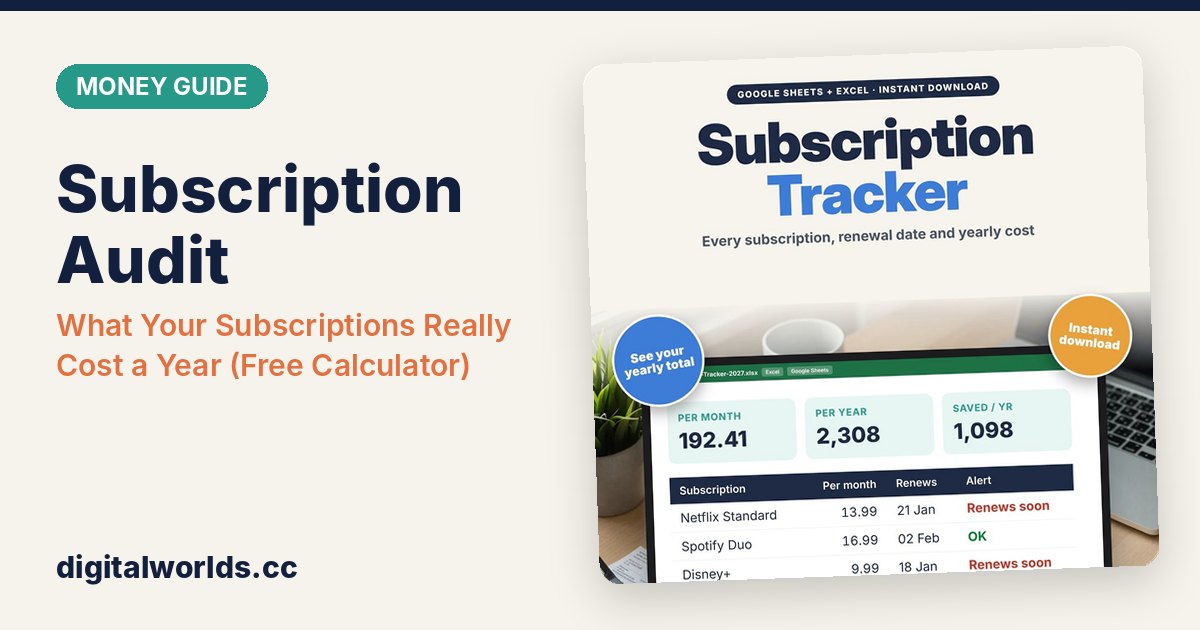 MONEY GUIDE
Subscription
Audit
What Your Subscriptions Really
Cost a Year (Free Calculator)
digitalworlds.cc
GOOGLE SHEETS + EXCEL · INSTANT DOWNLOAD
Subscription
Tracker
Every subscription, renewal date and yearly cost
See your
yearly total
Instant
download
-Tracker-2027.xlsx Excel Google Sheets
PER MONTH PER YEAR SAVED / YR
192.41 2,308 1,098
Subscription Per month Renews Alert
Netflix Standard 13.99 21 Jan Renews soon
Spotify Duo 16.99 02 Feb OK
Disney+ 9.99 18 Jan Renews soon